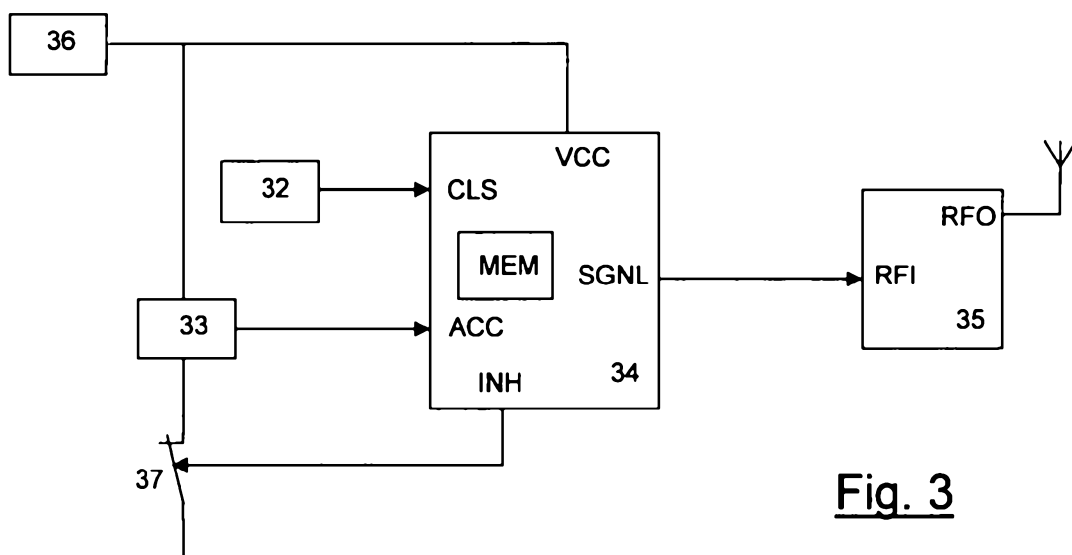 36
VCC
32
CLS
RFO
MEM
SGNL
RFI
33
ACC
35
INH
34
37
Fig. 3